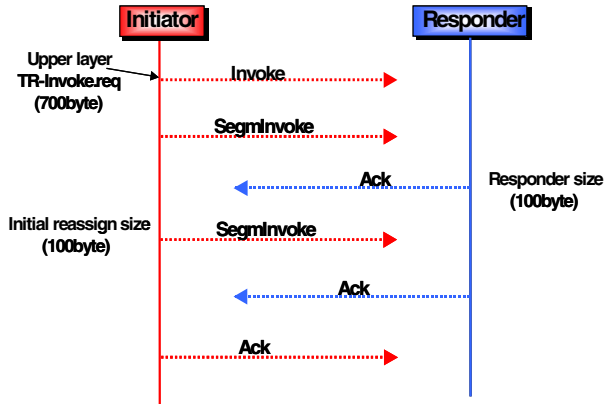 Initiator
Responder
Upper layer
TR-Invoke.req
(700byte)
Invoke
SegmInvoke
Ack
Responder size
(100byte)
Initial reassign size
(100byte)
SegmInvoke
Ack
Ack